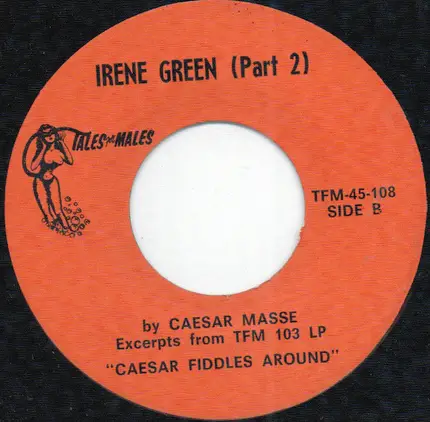 IRENE GREEN (Part 2)
TALES FOR MALES
TFM-45-108
SIDE B
by CAESAR MASSE
Excerpts from TFM 103 LP
"CAESAR FIDDLES AROUND"